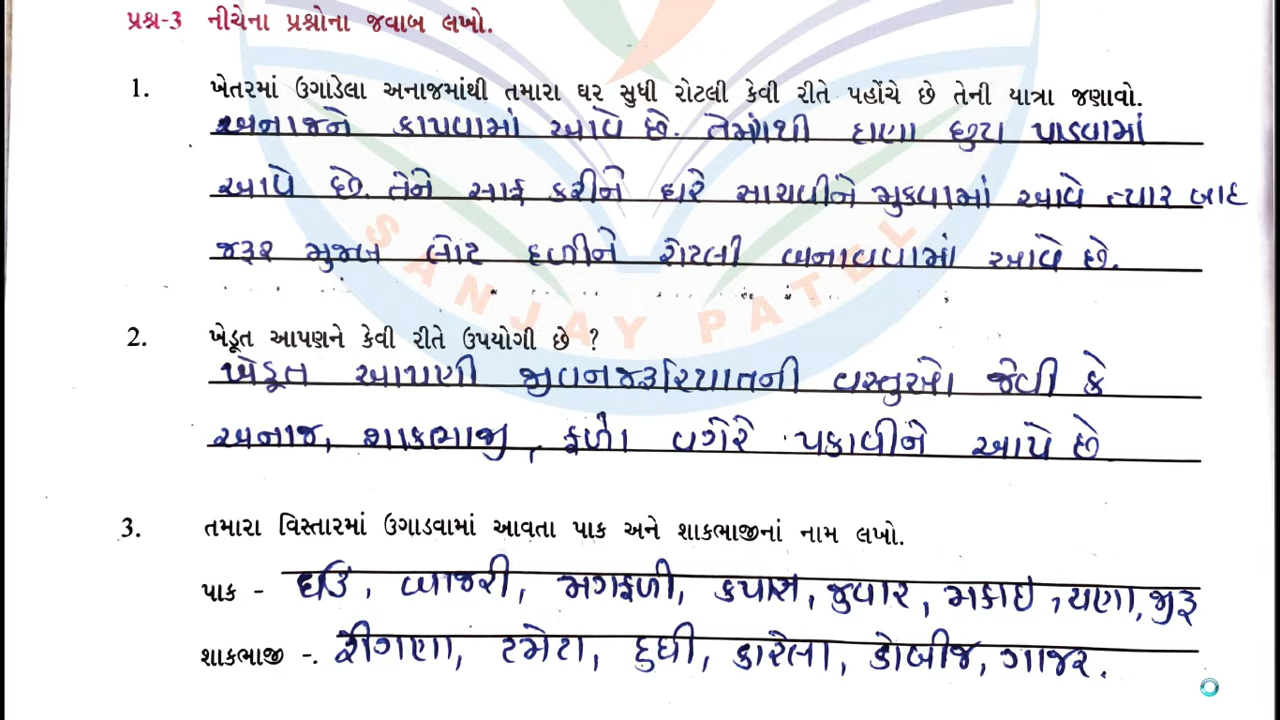 પ્રશ્ન-3 નીચેના પ્રશ્નોના જવાબ લખો.
1. ખેતરમાં ઉગાડેલા અનાજમાંથી તમારા ઘર સુધી રોટલી કેવી રીતે પહોંચે છે તેની યાત્રા જણાવો.
અનાજને કાપવામાં આવે છે. તેમાંથી દાણા છુટા પાડવામાં
આવે છે. તેને સાફ કરીને ઘરે સાચવીને મુકવામાં આવે ત્યાર બાદ
જરૂર મુજબ લોટ દળીને રોટલી બનાવવામાં આવે છે.
2. ખેડૂત આપણને કેવી રીતે ઉપયોગી છે ?
ખેડૂત આપણી જીવનજરૂરિયાતની વસ્તુઓ જેવી કે
અનાજ, શાકભાજી, ફળો વગેરે પકાવીને આપે છે
3. તમારા વિસ્તારમાં ઉગાડવામાં આવતા પાક અને શાકભાજીનાં નામ લખો.
પાક - ઘઉં, બાજરી, મગફળી, કપાસ, જુવાર, મકાઇ, ચણા, જીરૂ
શાકભાજી -. રીંગણા, ટમેટા, દુધી, કારેલા, કોબીજ, ગાજર.
SANJAY PATEL